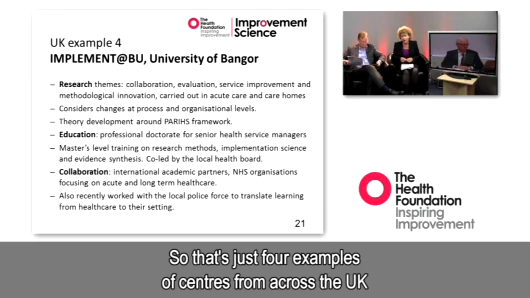 The
Health
Foundation
Inspiring
Improvement
Improvement
Science
UK example 4
IMPLEMENT@BU, University of Bangor
– Research themes: collaboration, evaluation, service improvement and
methodological innovation, carried out in acute care and care homes
– Considers changes at process and organisational levels.
– Theory development around PARIHS framework.
– Education: professional doctorate for senior health service managers
– Master's level training on research methods, implementation science
and evidence synthesis. Co-led by the local health board.
– Collaboration: international academic partners, NHS organisations
focusing on acute and long term healthcare.
– Also recently worked with the local police force to translate learning
from healthcare to their setting.
21
The
Health
Foundation
Inspiring
Improvement
So that's just four examples
of centres from across the UK